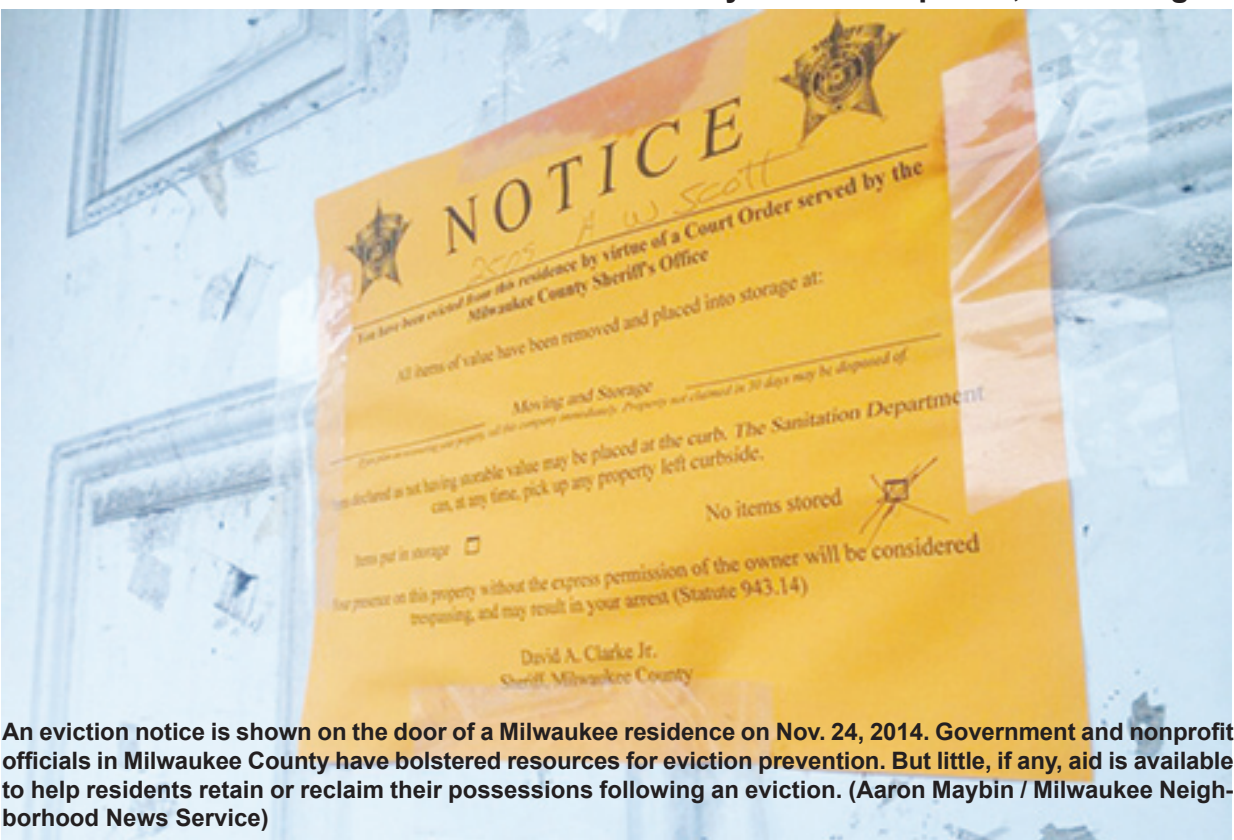 NOTICE
2505 A W SCOTT
You have been evicted from this residence by virtue of a Court Order served by the
Milwaukee County Sheriff's Office
All items of value have been removed and placed into storage at:
Moving and Storage
property, call this company immediately. Property not claimed in 30 days may be disposed of.
declared as not having storable value may be placed at the curb. The Sanitation Department
can, at any time, pick up any property left curbside.
No items stored
Items put in storage
presence on this property without the express permission of the owner will be considered
trespassing, and may result in your arrest (Statute 943.14)
David A. Clarke Jr.
Sheriff, Milwaukee County
An eviction notice is shown on the door of a Milwaukee residence on Nov. 24, 2014. Government and nonprofit
officials in Milwaukee County have bolstered resources for eviction prevention. But little, if any, aid is available
to help residents retain or reclaim their possessions following an eviction. (Aaron Maybin / Milwaukee Neigh-
borhood News Service)